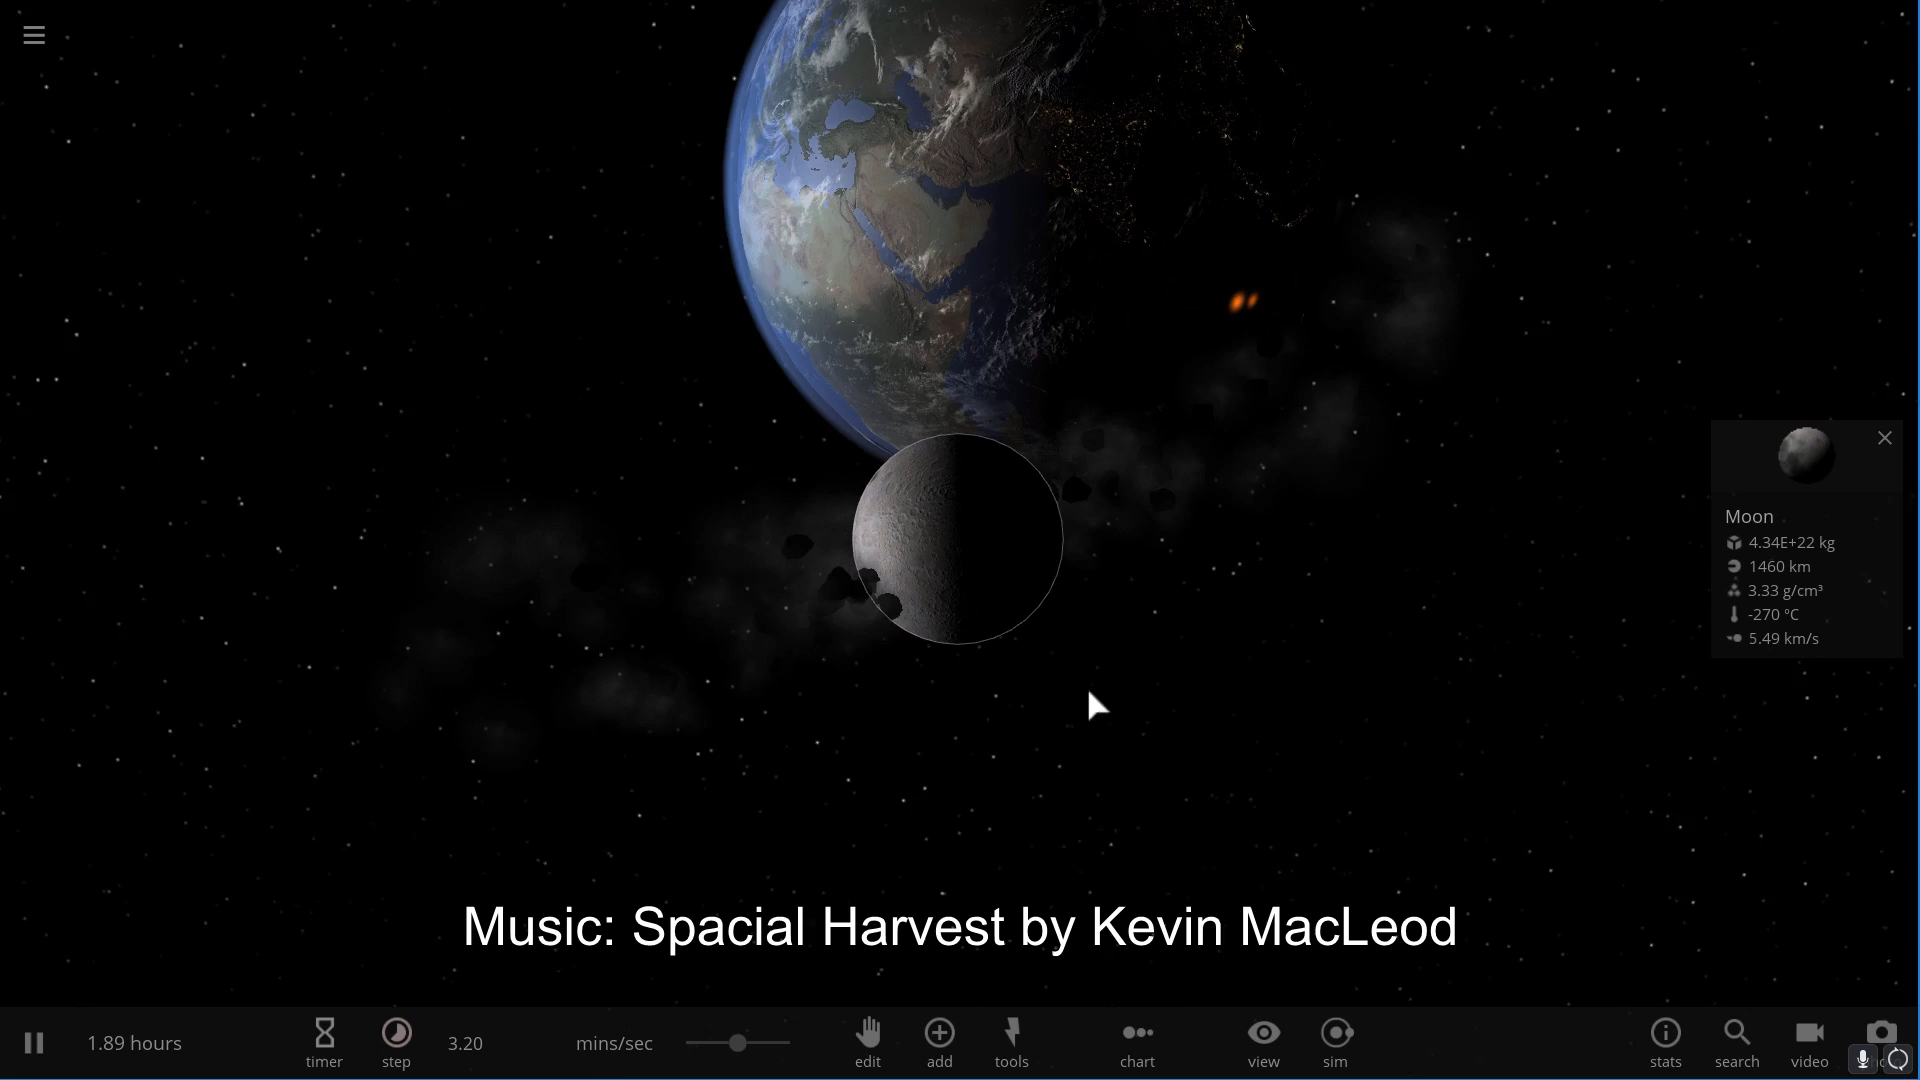 Moon
4.34E+22 kg
1460 km
3.33 g/cm³
-270 °C
5.49 km/s
Music: Spacial Harvest by Kevin MacLeod
1.89 hours
timer
step
3.20
mins/sec
edit
add
tools
chart
view
sim
stats
search
video